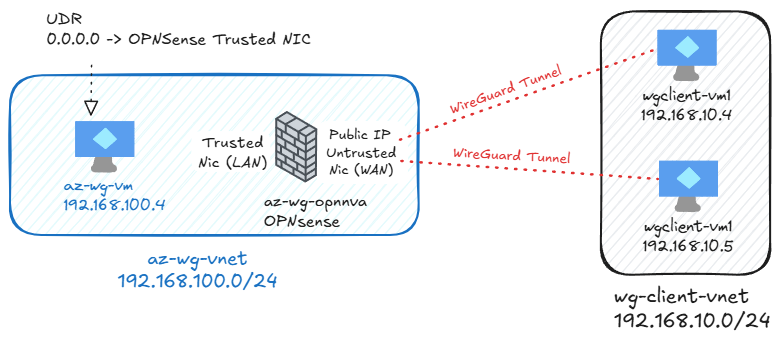 UDR
0.0.0.0 -> OPNSense Trusted NIC
az-wg-vm
192.168.100.4
Trusted
Nic (LAN)
Public IP
Untrusted
Nic (WAN)
az-wg-opnnva
OPNsense
az-wg-vnet
192.168.100.0/24
WireGuard Tunnel
WireGuard Tunnel
wgclient-vm1
192.168.10.4
wgclient-vm1
192.168.10.5
wg-client-vnet
192.168.10.0/24